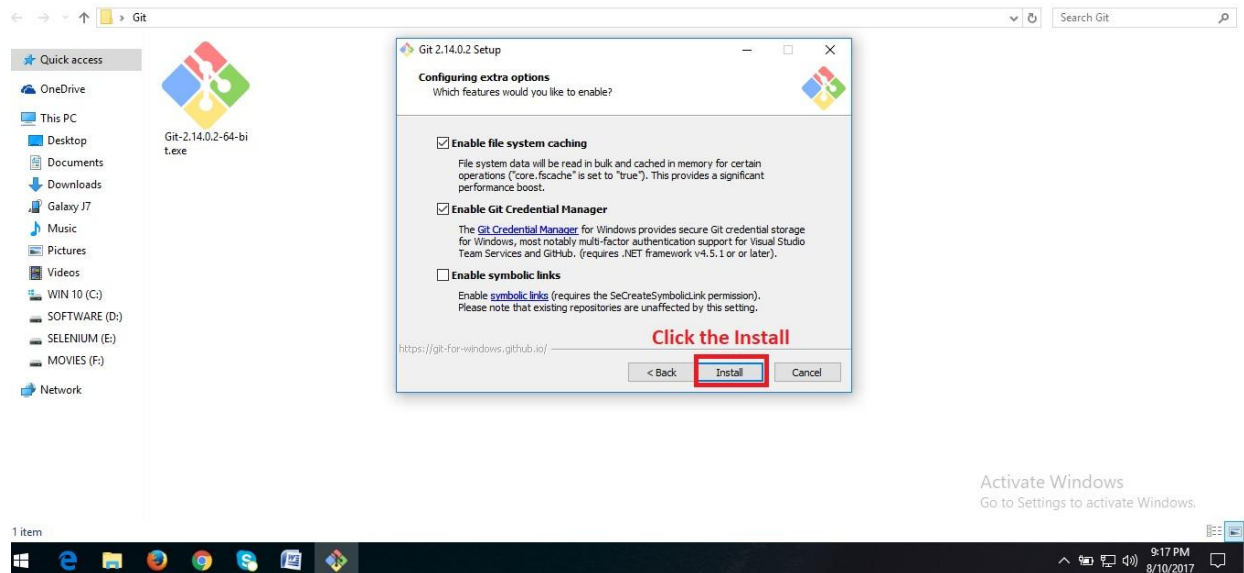 Git
Search Git
Quick access
OneDrive
This PC
Desktop
Documents
Downloads
Galaxy J7
Music
Pictures
Videos
WIN 10 (C:)
SOFTWARE (D:)
SELENIUM (E:)
MOVIES (F:)
Network
Git-2.14.0.2-64-bi
t.exe
Git 2.14.0.2 Setup
Configuring extra options
Which features would you like to enable?
Enable file system caching
File system data will be read in bulk and cached in memory for certain
operations ("core.fscache" is set to "true"). This provides a significant
performance boost.
Enable Git Credential Manager
The Git Credential Manager for Windows provides secure Git credential storage
for Windows, most notably multi-factor authentication support for Visual Studio
Team Services and GitHub. (requires .NET framework v4.5.1 or or later).
Enable symbolic links
Enable symbolic links (requires the SeCreateSymbolicLink permission).
Please note that existing repositories are unaffected by this setting.
Click the Install
https://git-for-windows.github.io/
< Back Install Cancel
Activate Windows
Go to Settings to activate Windows.
1 item
9:17 PM
8/10/2017